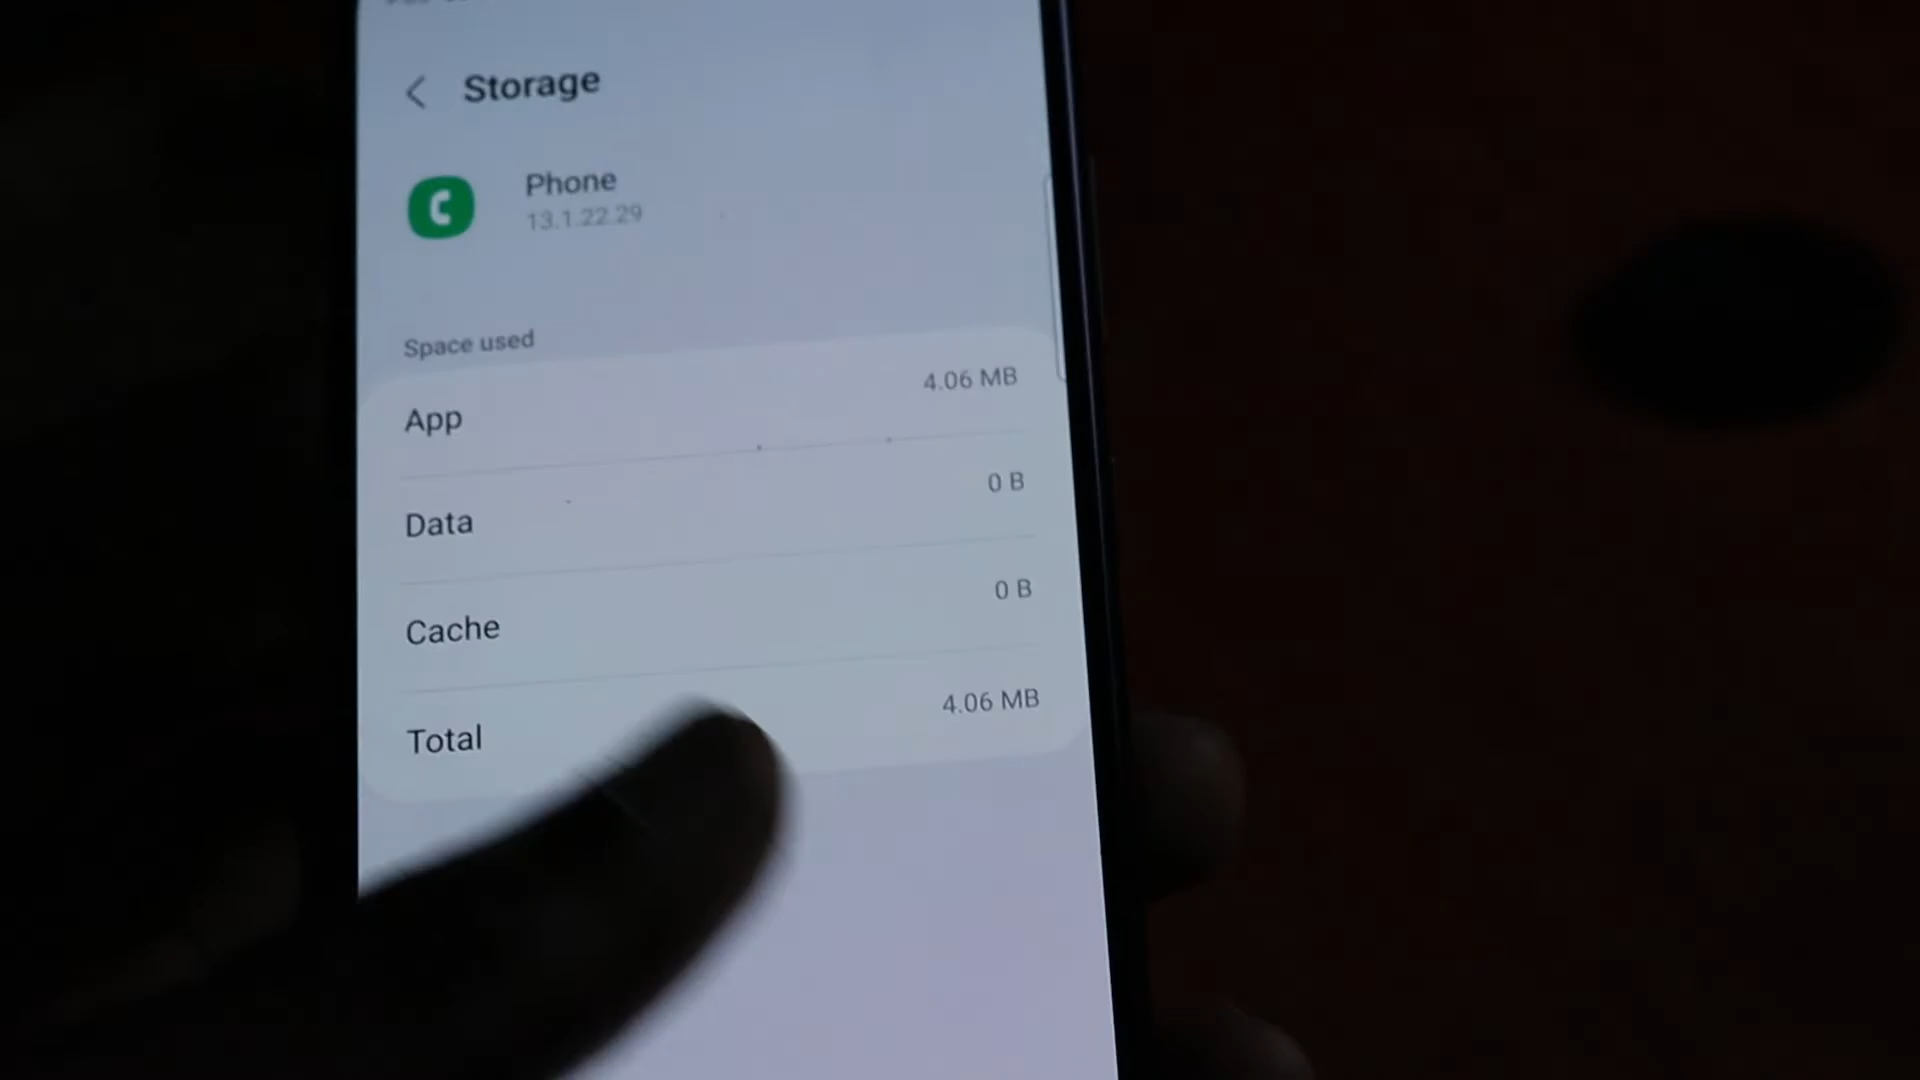 Storage
Phone
13.1.22.29
Space used
App 4.06 MB
Data 0 B
Cache 0 B
Total 4.06 MB